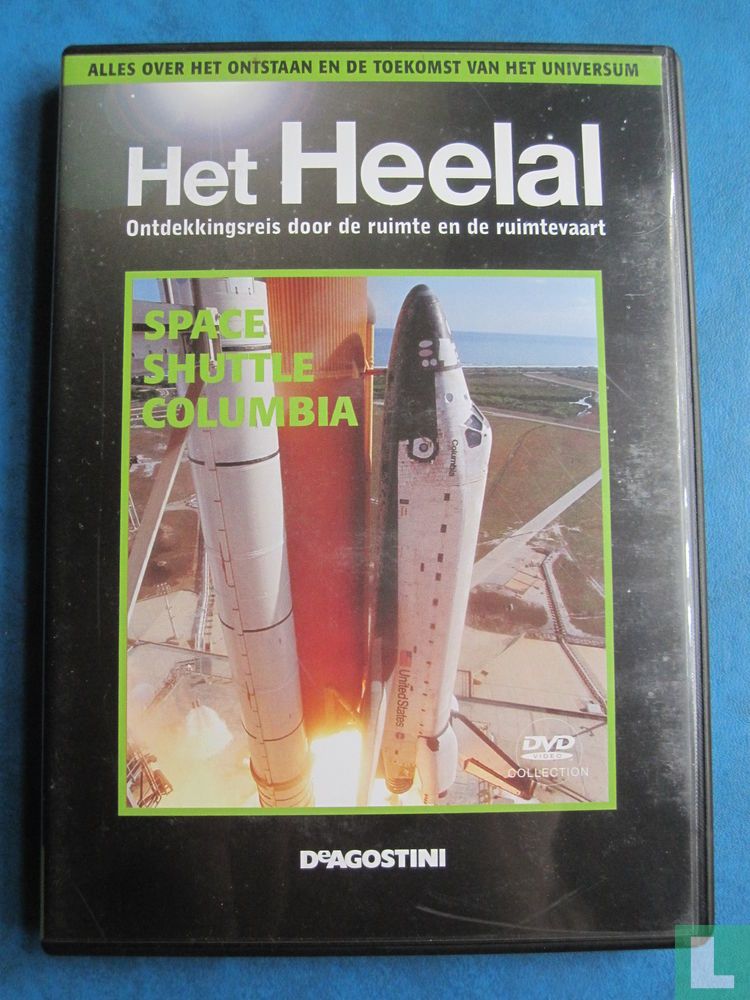 ALLES OVER HET ONTSTAAN EN DE TOEKOMST VAN HET UNIVERSUM
Het Heelal
Ontdekkingsreis door de ruimte en de ruimtevaart
SPACE
SHUTTLE
COLUMBIA
Columbia
United States
DVD
VIDEO
COLLECTION
DeAGOSTINI
L